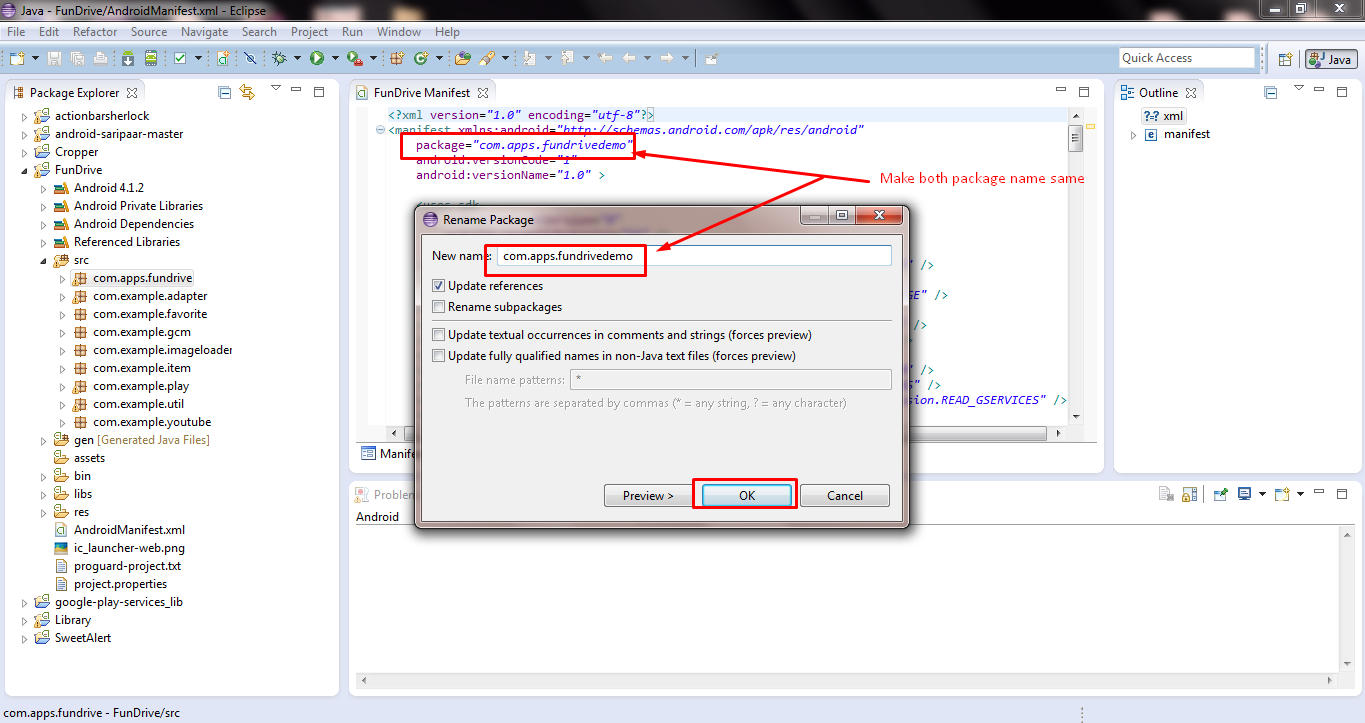 Java - FunDrive/AndroidManifest.xml - Eclipse
File Edit Refactor Source Navigate Search Project Run Window Help
Quick Access
Java
Package Explorer
actionbarsherlock
android-saripaar-master
Cropper
FunDrive
Android 4.1.2
Android Private Libraries
Android Dependencies
Referenced Libraries
src
com.apps.fundrive
com.example.adapter
com.example.favorite
com.example.gcm
com.example.imageloader
com.example.item
com.example.play
com.example.util
com.example.youtube
gen [Generated Java Files]
assets
bin
libs
res
AndroidManifest.xml
ic_launcher-web.png
proguard-project.txt
project.properties
google-play-services_lib
Library
SweetAlert
FunDrive Manifest
<?xml version="1.0" encoding="utf-8"?>
<manifest xmlns:android="http://schemas.android.com/apk/res/android"
package="com.apps.fundrivedemo"
android:versionCode="1"
android:versionName="1.0" >
Make both package name same
Rename Package
New name: com.apps.fundrivedemo
Update references
Rename subpackages
Update textual occurrences in comments and strings (forces preview)
Update fully qualified names in non-Java text files (forces preview)
File name patterns: *
The patterns are separated by commas (* = any string, ? = any character)
Preview > OK Cancel
" />
GE" />
/>
" />
S" />
sion.READ_GSERVICES" />
Manife
Outline
?=? xml
e manifest
Problem
Android
com.apps.fundrive - FunDrive/src